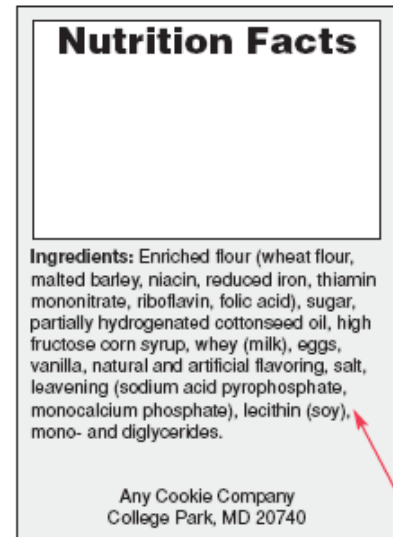 Nutrition Facts
Ingredients: Enriched flour (wheat flour,
malted barley, niacin, reduced iron, thiamin
mononitrate, riboflavin, folic acid), sugar,
partially hydrogenated cottonseed oil, high
fructose corn syrup, whey (milk), eggs,
vanilla, natural and artificial flavoring, salt,
leavening (sodium acid pyrophosphate,
monocalcium phosphate), lecithin (soy),
mono- and diglycerides.
Any Cookie Company
College Park, MD 20740